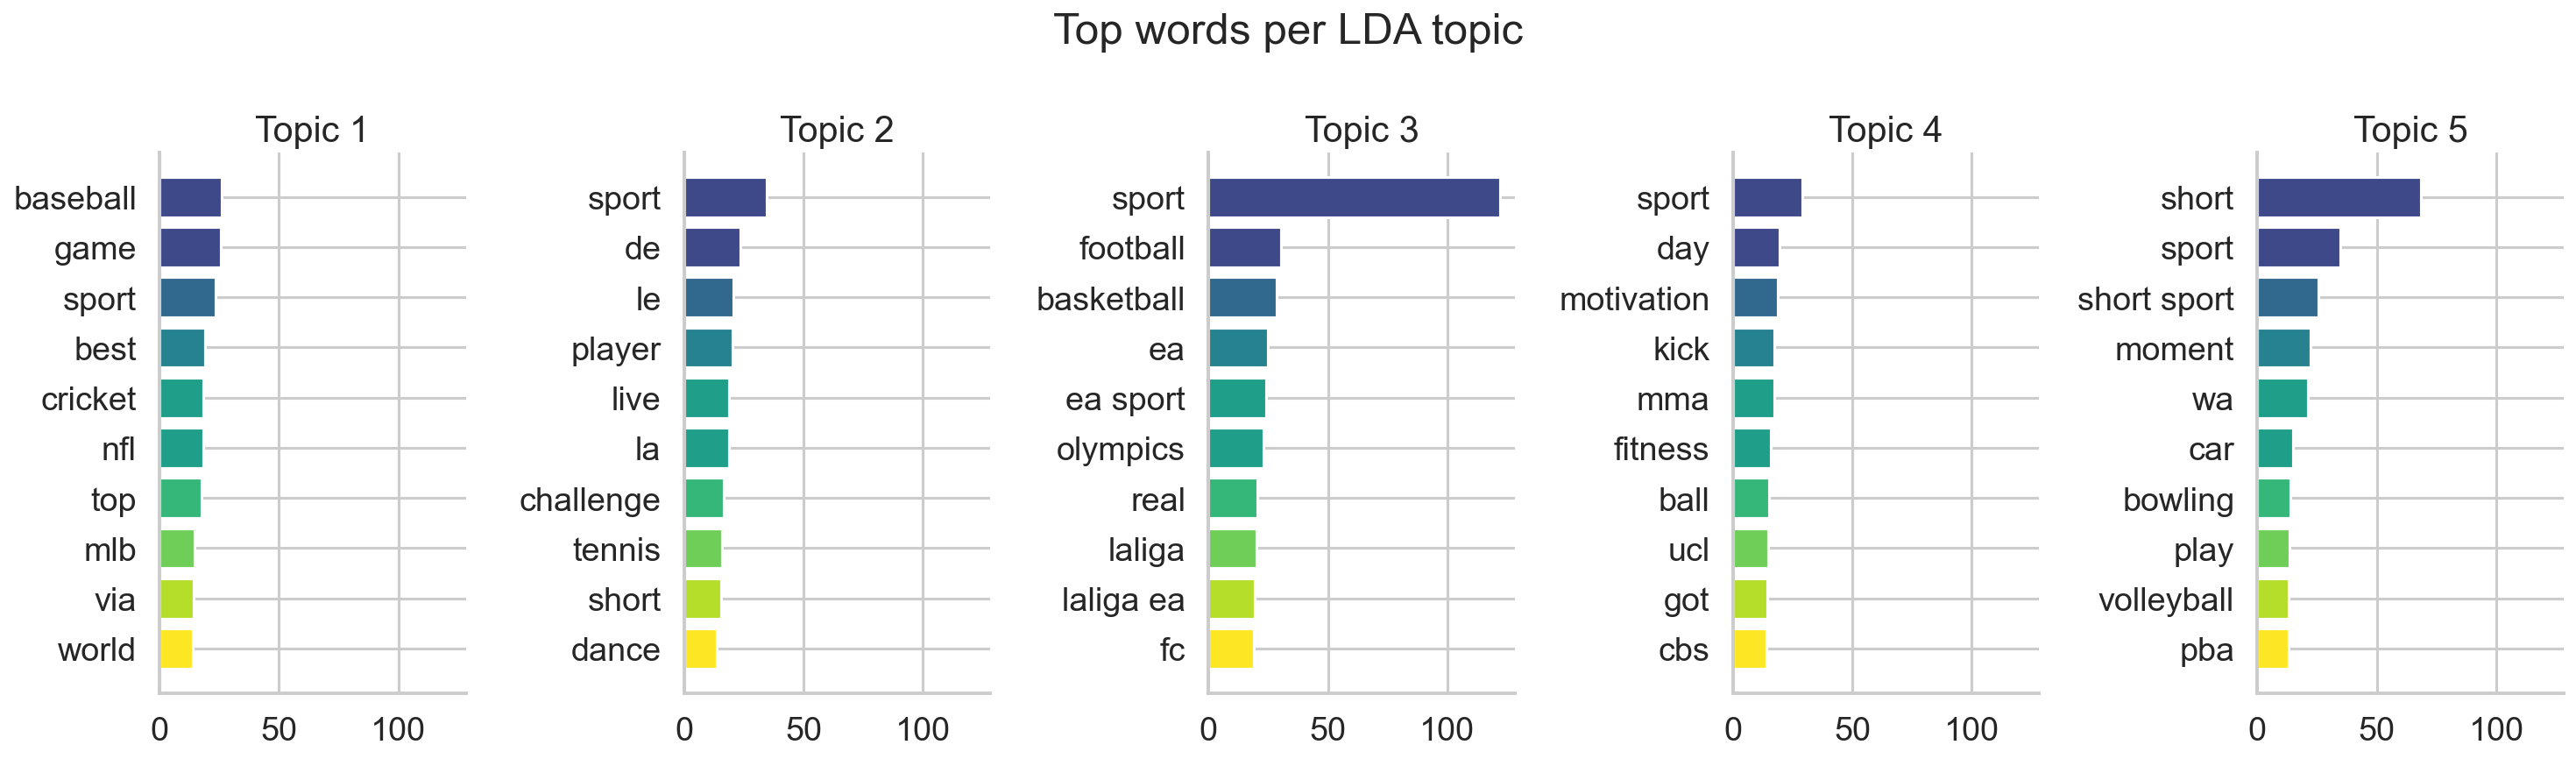 Top words per LDA topic
Topic 1
baseball
game
sport
best
cricket
nfl
top
mlb
via
world
0 50 100
Topic 2
sport
de
le
player
live
la
challenge
tennis
short
dance
0 50 100
Topic 3
sport
football
basketball
ea
ea sport
olympics
real
laliga
laliga ea
fc
0 50 100
Topic 4
sport
day
motivation
kick
mma
fitness
ball
ucl
got
cbs
0 50 100
Topic 5
short
sport
short sport
moment
wa
car
bowling
play
volleyball
pba
0 50 100